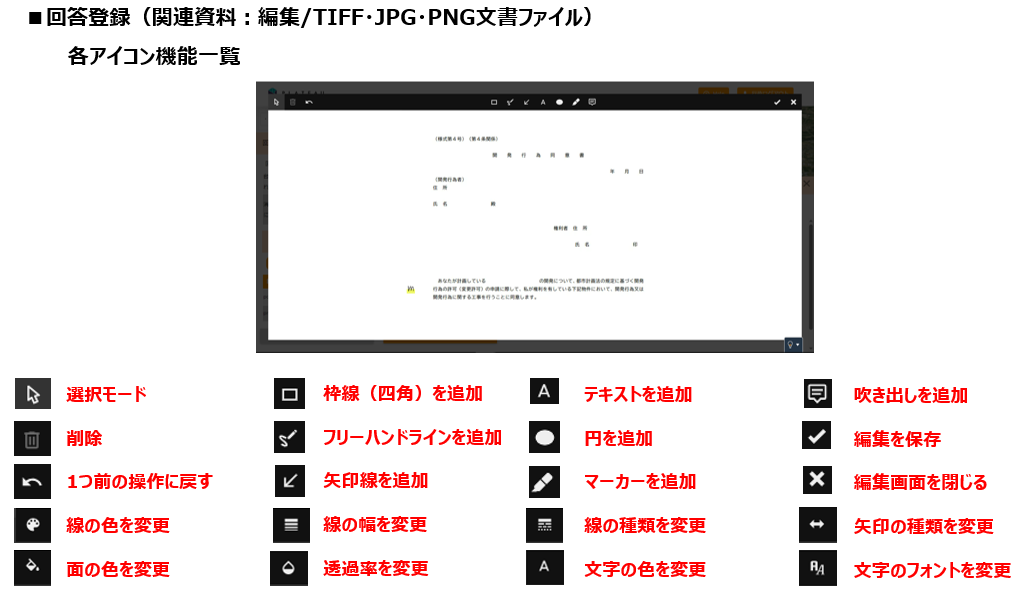 ■回答登録（関連資料：編集/TIFF･JPG･PNG文書ファイル）
各アイコン機能一覧
（様式第４号）（第４条関係）
開 発 行 為 同 意 書
年 月 日
（開発行為者）
住 所
氏 名 殿
権利者 住 所
氏 名 印
あなたが計画している の開発について、都市計画法の規定に基づく開発
行為の許可（変更許可）の申請に際して、私が権利を有している下記物件において、開発行為又は
開発行為に関する工事を行うことに同意します。
選択モード 枠線（四角）を追加 A テキストを追加 吹き出しを追加
削除 フリーハンドラインを追加 円を追加 編集を保存
1つ前の操作に戻す 矢印線を追加 マーカーを追加 編集画面を閉じる
線の色を変更 線の幅を変更 線の種類を変更 矢印の種類を変更
面の色を変更 透過率を変更 A 文字の色を変更 AA 文字のフォントを変更